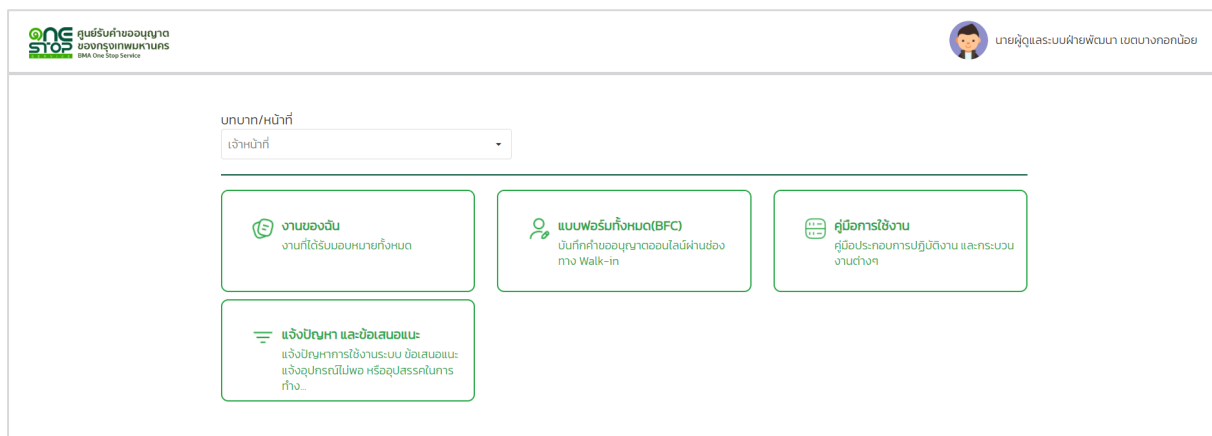 ONE STOP
ศูนย์รับคำขออนุญาต
ของกรุงเทพมหานคร
BMA One Stop Service
นายผู้ดูแลระบบฝ่ายพัฒนา เขตบางกอกน้อย
บทบาท/หน้าที่
เจ้าหน้าที่
งานของฉัน
งานที่ได้รับมอบหมายทั้งหมด
แบบฟอร์มทั้งหมด(BFC)
บันทึกคำขออนุญาตออนไลน์ผ่านช่อง
ทาง Walk-in
คู่มือการใช้งาน
คู่มือประกอบการปฏิบัติงาน และกระบวน
งานต่างๆ
แจ้งปัญหา และข้อเสนอแนะ
แจ้งปัญหาการใช้งานระบบ ข้อเสนอแนะ
แจ้งอุปกรณ์ไม่พอ หรืออุปสรรคในการ
ทำง...